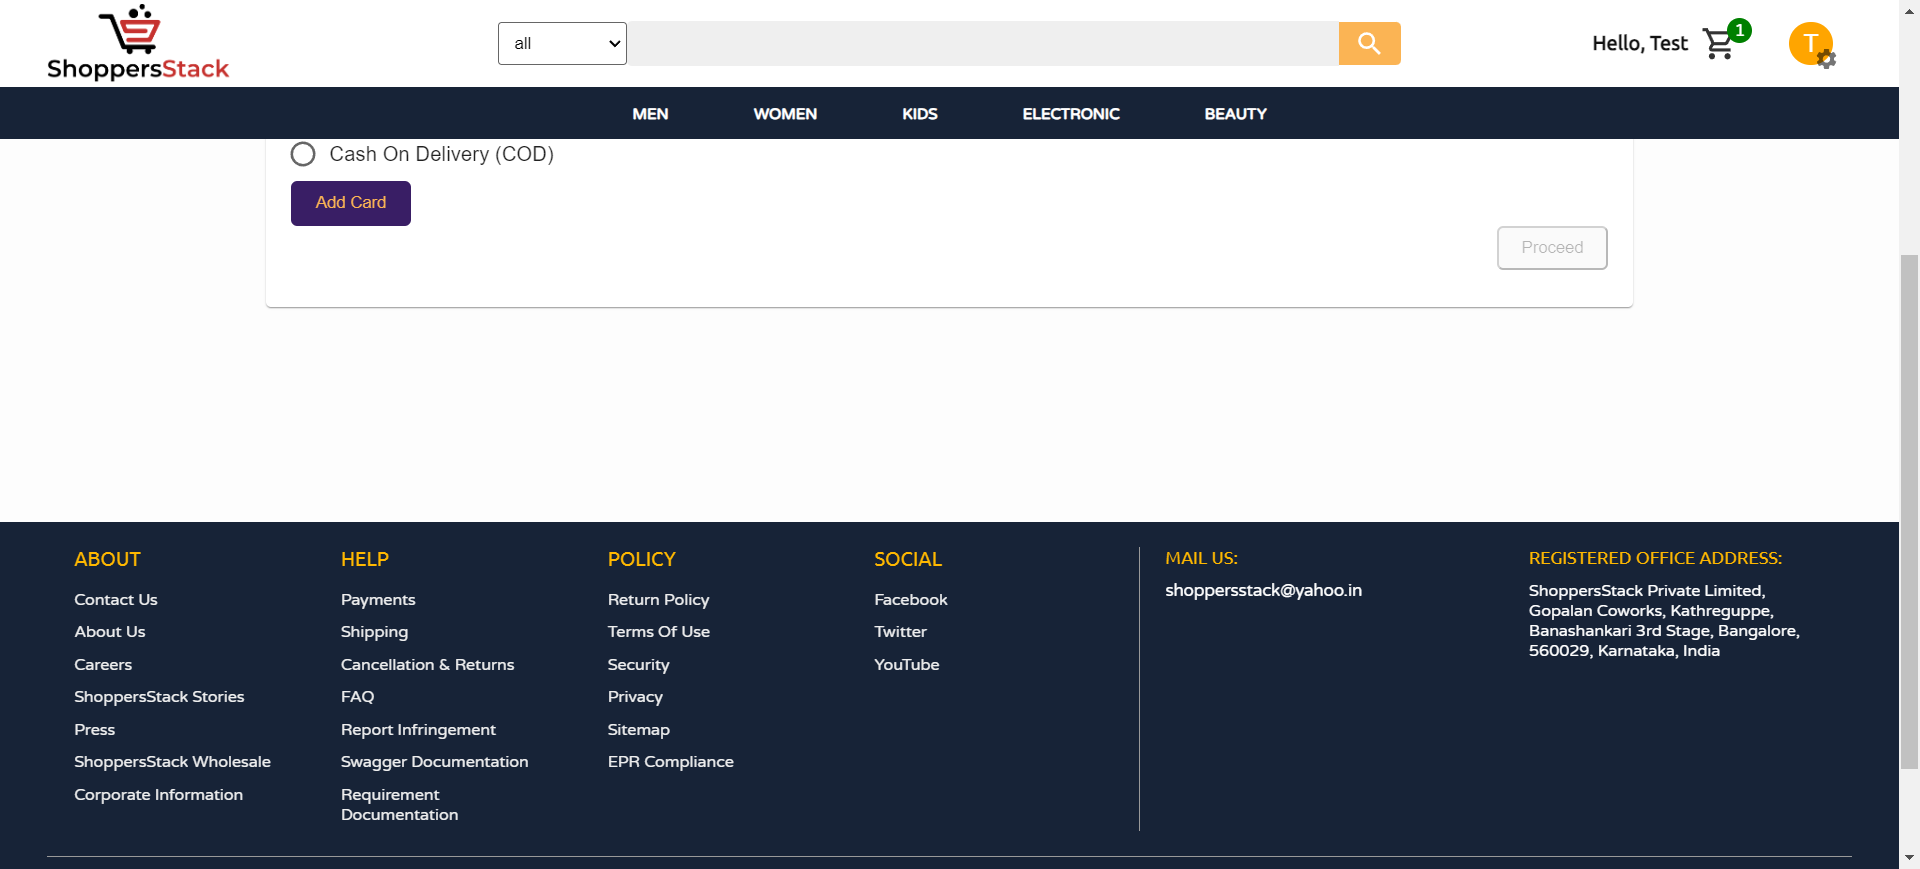 ShoppersStack
all
Hello, Test
1
T
MEN WOMEN KIDS ELECTRONIC BEAUTY
Cash On Delivery (COD)
Add Card
Proceed
ABOUT
Contact Us
About Us
Careers
ShoppersStack Stories
Press
ShoppersStack Wholesale
Corporate Information
HELP
Payments
Shipping
Cancellation & Returns
FAQ
Report Infringement
Swagger Documentation
Requirement
Documentation
POLICY
Return Policy
Terms Of Use
Security
Privacy
Sitemap
EPR Compliance
SOCIAL
Facebook
Twitter
YouTube
MAIL US:
shoppersstack@yahoo.in
REGISTERED OFFICE ADDRESS:
ShoppersStack Private Limited,
Gopalan Coworks, Kathreguppe,
Banashankari 3rd Stage, Bangalore,
560029, Karnataka, India